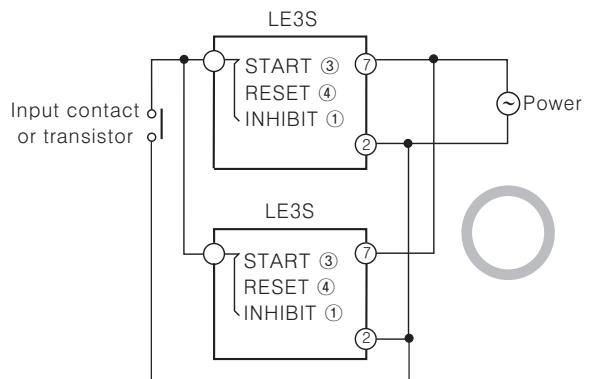 LE3S
START ③
RESET ④
INHIBIT ①
⑦
②
Input contact
or transistor
~ Power
LE3S
START ③
RESET ④
INHIBIT ①
⑦
②